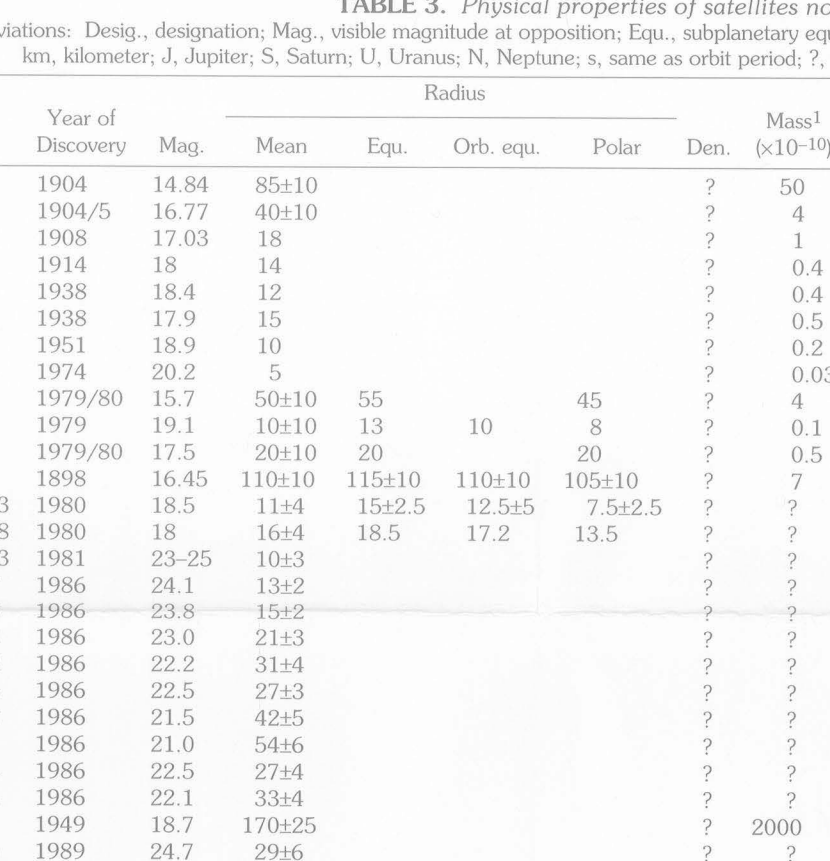 TABLE 3. Physical properties of satellites no
viations: Desig., designation; Mag., visible magnitude at opposition; Equ., subplanetary equ
km, kilometer; J, Jupiter; S, Saturn; U, Uranus; N, Neptune; s, same as orbit period; ?,
Radius
Year of Mass1
Discovery Mag. Mean Equ. Orb. equ. Polar Den. (×10–10)
1904 14.84 85±10 ? 50
1904/5 16.77 40±10 ? 4
1908 17.03 18 ? 1
1914 18 14 ? 0.4
1938 18.4 12 ? 0.4
1938 17.9 15 ? 0.5
1951 18.9 10 ? 0.2
1974 20.2 5 ? 0.03
1979/80 15.7 50±10 55 45 ? 4
1979 19.1 10±10 13 10 8 ? 0.1
1979/80 17.5 20±10 20 20 ? 0.5
1898 16.45 110±10 115±10 110±10 105±10 ? 7
3 1980 18.5 11±4 15±2.5 12.5±5 7.5±2.5 ? ?
8 1980 18 16±4 18.5 17.2 13.5 ? ?
3 1981 23–25 10±3 ? ?
1986 24.1 13±2 ? ?
1986 23.8 15±2 ? ?
1986 23.0 21±3 ? ?
1986 22.2 31±4 ? ?
1986 22.5 27±3 ? ?
1986 21.5 42±5 ? ?
1986 21.0 54±6 ? ?
1986 22.5 27±4 ? ?
1986 22.1 33±4 ? ?
1949 18.7 170±25 ? 2000
1989 24.7 29±6 ? ?